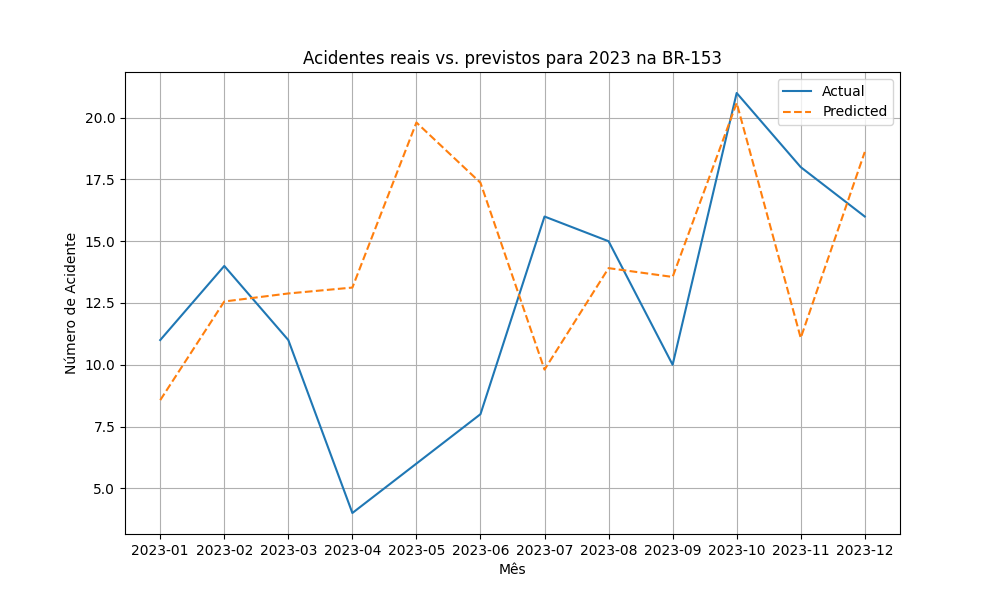 Acidentes reais vs. previstos para 2023 na BR-153
Actual
Predicted
Número de Acidente
20.0
17.5
15.0
12.5
10.0
7.5
5.0
2023-01 2023-02 2023-03 2023-04 2023-05 2023-06 2023-07 2023-08 2023-09 2023-10 2023-11 2023-12
Mês